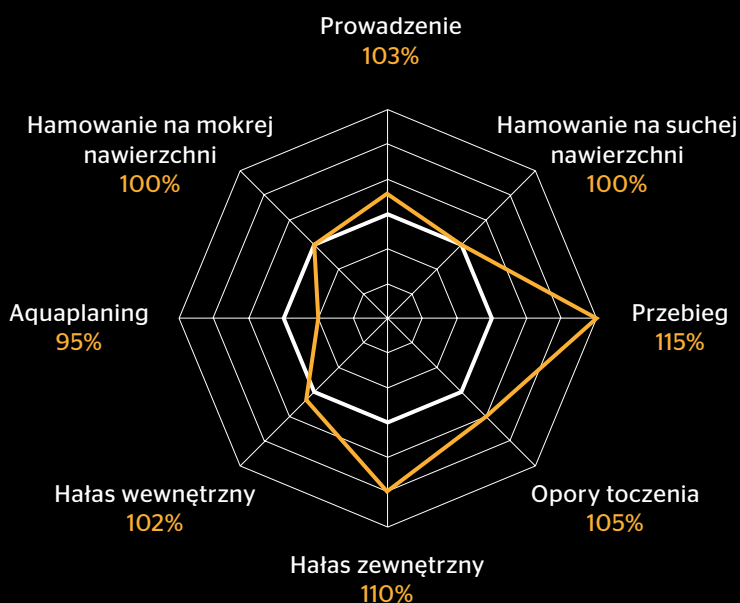 Prowadzenie
103%
Hamowanie na mokrej
nawierzchni
100%
Hamowanie na suchej
nawierzchni
100%
Aquaplaning
95%
Przebieg
115%
Hałas wewnętrzny
102%
Opory toczenia
105%
Hałas zewnętrzny
110%